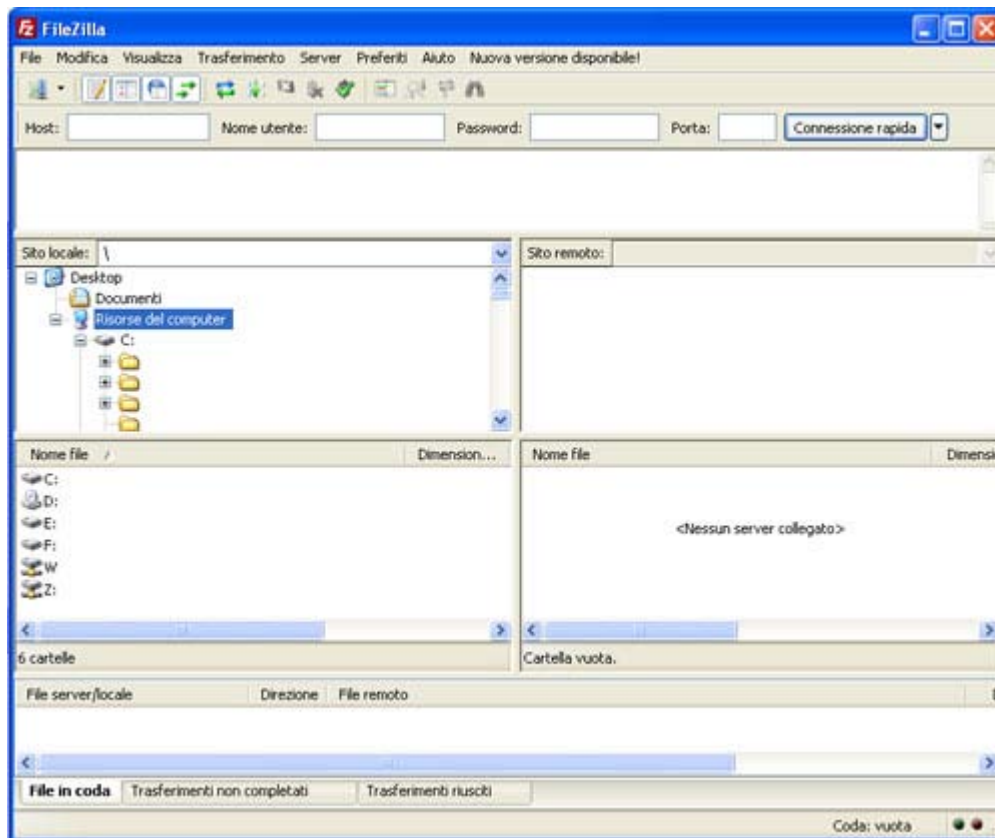 FileZilla
File Modifica Visualizza Trasferimento Server Preferiti Aiuto Nuova versione disponibile!
Host: Nome utente: Password: Porta: Connessione rapida
Sito locale: \
Sito remoto:
Desktop
Documenti
Risorse del computer
C:
Nome file Dimension...
C:
D:
E:
F:
W
Z:
6 cartelle
Nome file Dimensi
<Nessun server collegato>
Cartella vuota.
File server/locale Direzione File remoto
File in coda Trasferimenti non completati Trasferimenti riusciti
Coda: vuota